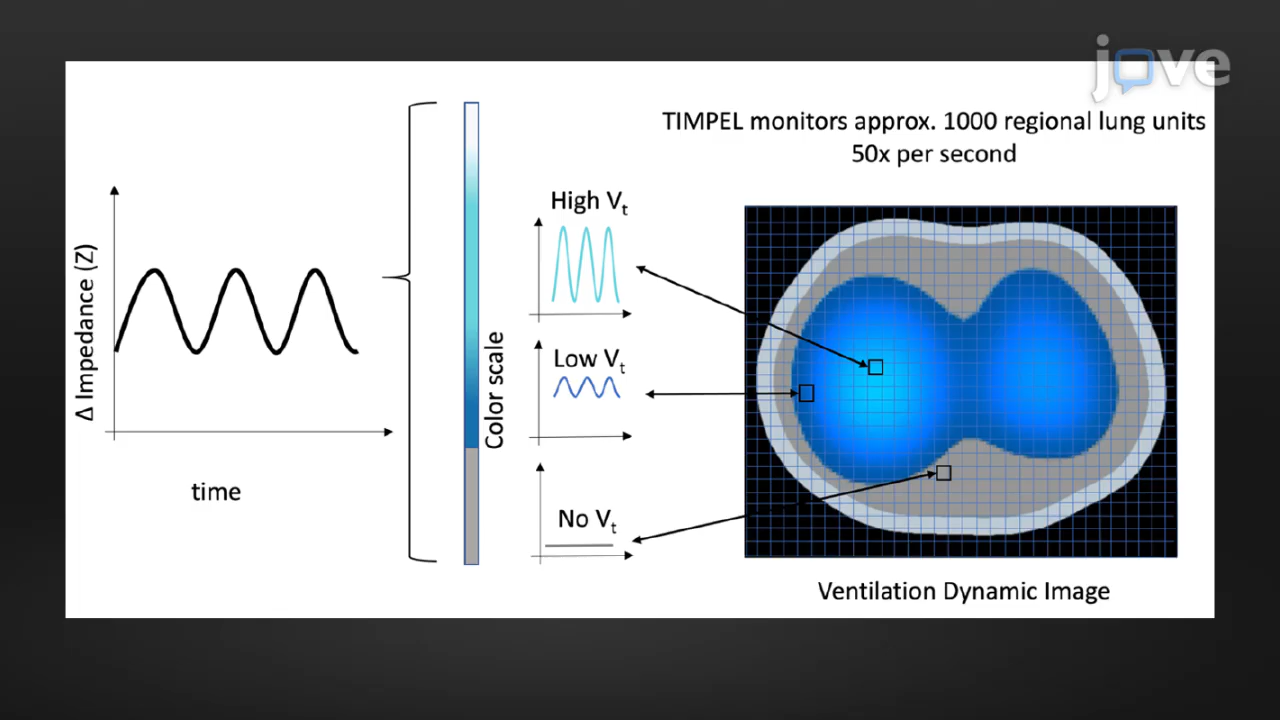 jove
TIMPEL monitors approx. 1000 regional lung units
50x per second
Δ Impedance (Z)
time
Color scale
High Vt
Low Vt
No Vt
Ventilation Dynamic Image